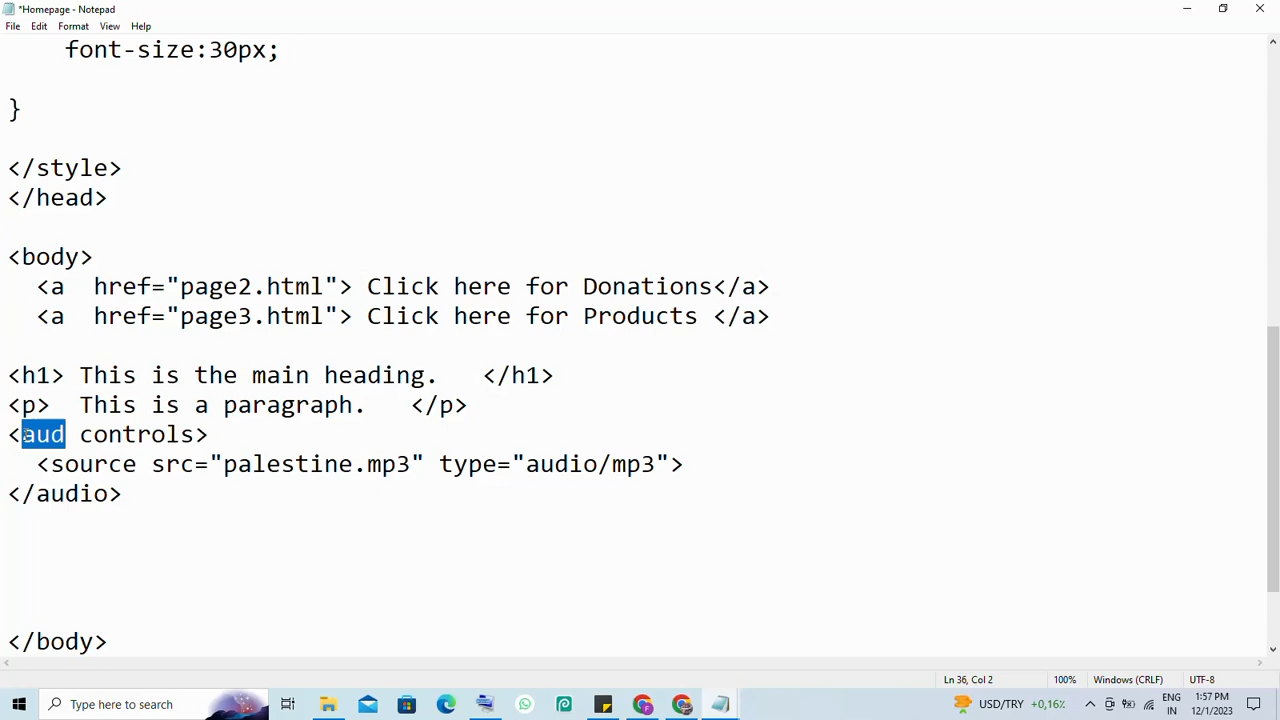 *Homepage - Notepad
File Edit Format View Help
font-size:30px;
}
</style>
</head>
<body>
<a  href="page2.html"> Click here for Donations</a>
<a  href="page3.html"> Click here for Products </a>
<h1> This is the main heading.   </h1>
<p>  This is a paragraph.   </p>
<aud controls>
<source src="palestine.mp3" type="audio/mp3">
</audio>
</body>
Ln 36, Col 2 100% Windows (CRLF) UTF-8
Type here to search USD/TRY +0,16% ENG IN 1:57 PM 12/1/2023